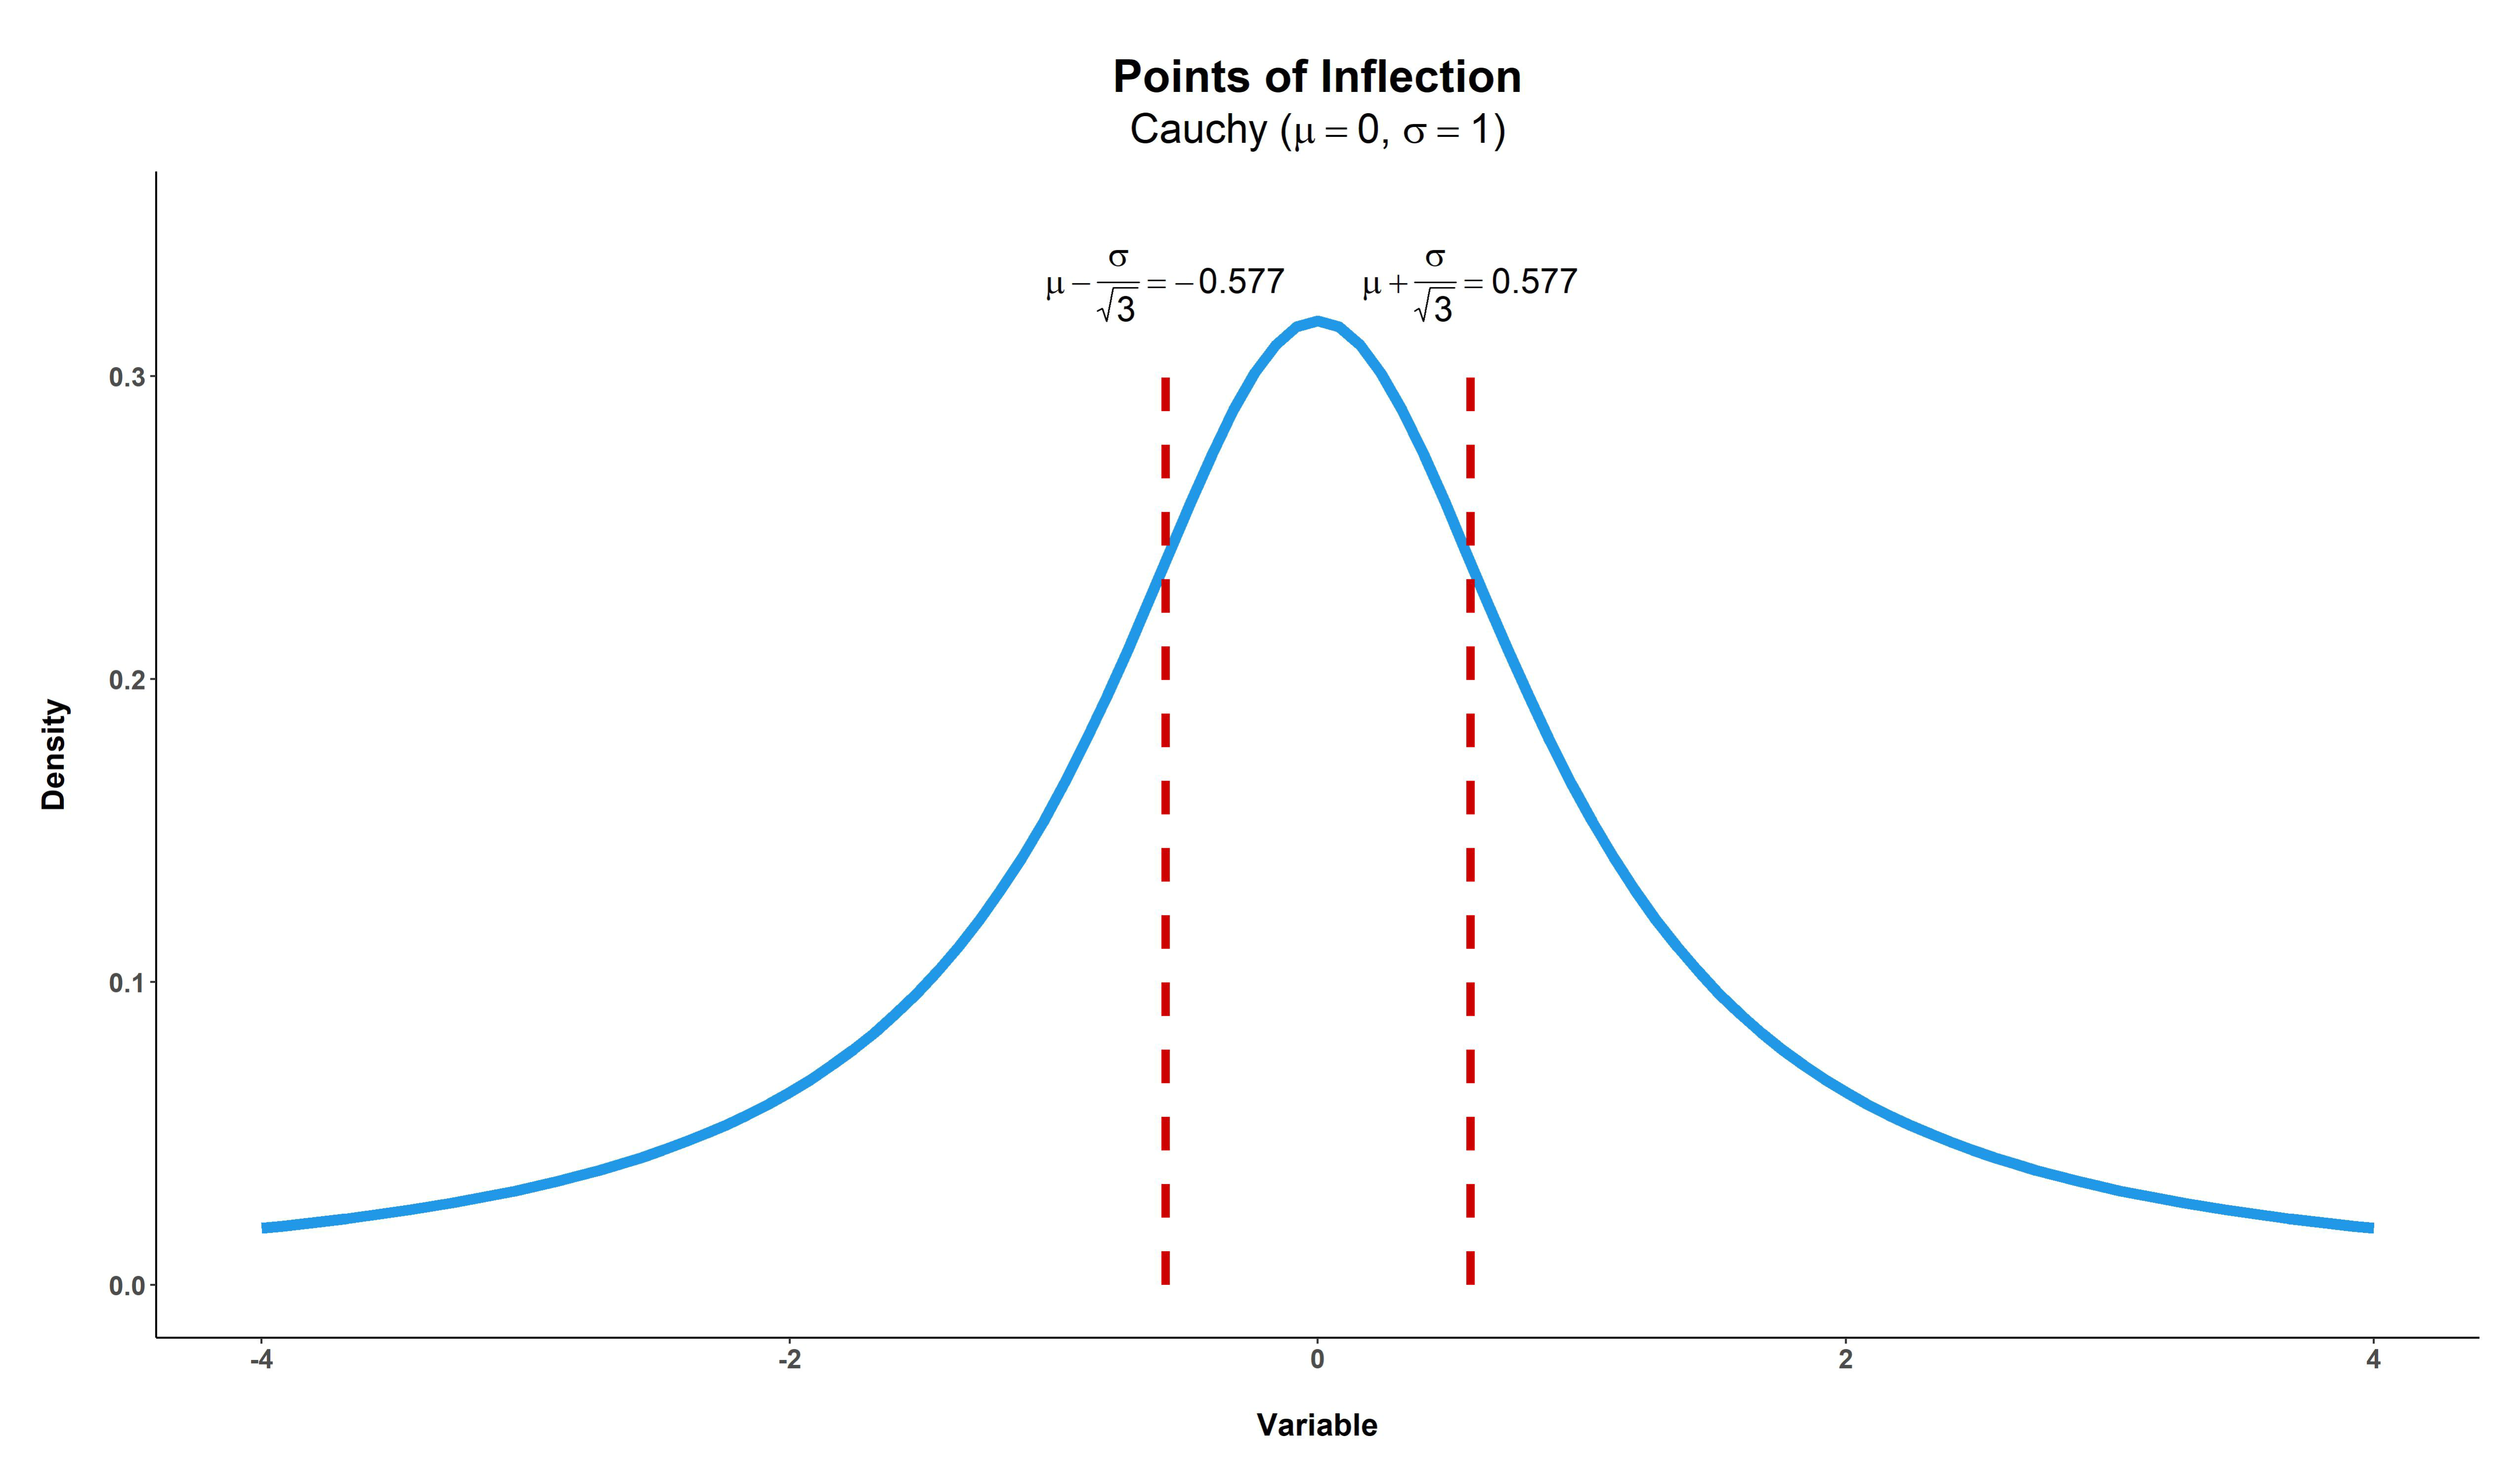 Points of Inflection
Cauchy (μ = 0, σ = 1)
μ − σ/√3 = −0.577
μ + σ/√3 = 0.577
Density
0.3
0.2
0.1
0.0
-4 -2 0 2 4
Variable